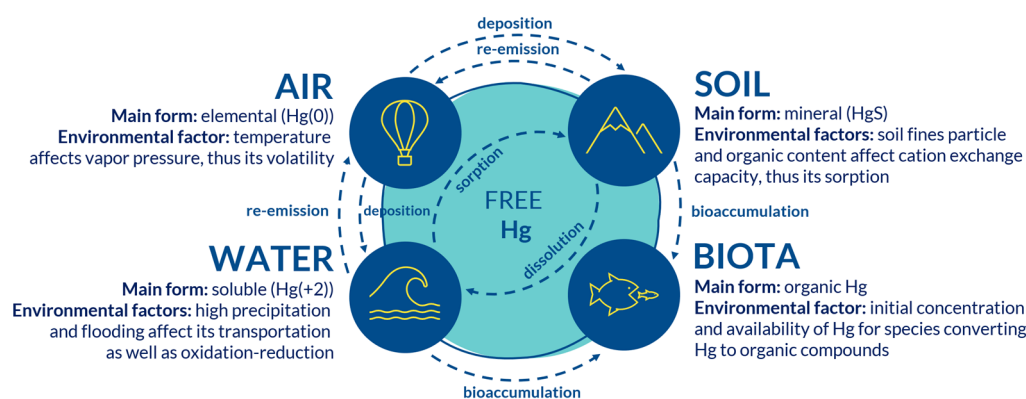 deposition
re-emission
AIR
Main form: elemental (Hg(0))
Environmental factor: temperature
affects vapor pressure, thus its volatility
SOIL
Main form: mineral (HgS)
Environmental factors: soil fines particle
and organic content affect cation exchange
capacity, thus its sorption
sorption
FREE
Hg
dissolution
re-emission
deposition
bioaccumulation
WATER
Main form: soluble (Hg(+2))
Environmental factors: high precipitation
and flooding affect its transportation
as well as oxidation-reduction
BIOTA
Main form: organic Hg
Environmental factor: initial concentration
and availability of Hg for species converting
Hg to organic compounds
bioaccumulation